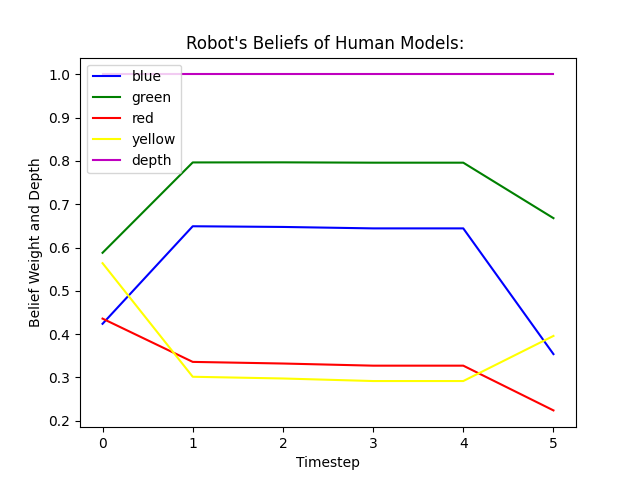 Robot's Beliefs of Human Models:
Belief Weight and Depth
1.0
0.9
0.8
0.7
0.6
0.5
0.4
0.3
0.2
blue
green
red
yellow
depth
0 1 2 3 4 5
Timestep